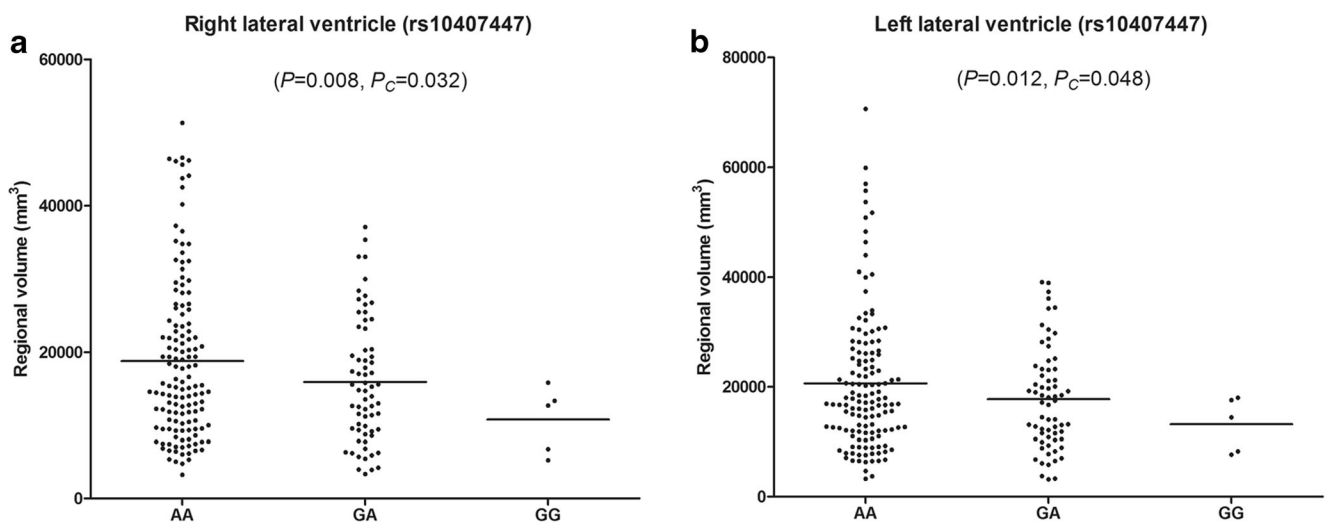 a
Right lateral ventricle (rs10407447)
(P=0.008, PC=0.032)
Regional volume (mm3)
60000
40000
20000
0
AA GA GG
b
Left lateral ventricle (rs10407447)
(P=0.012, PC=0.048)
Regional volume (mm3)
80000
60000
40000
20000
0
AA GA GG